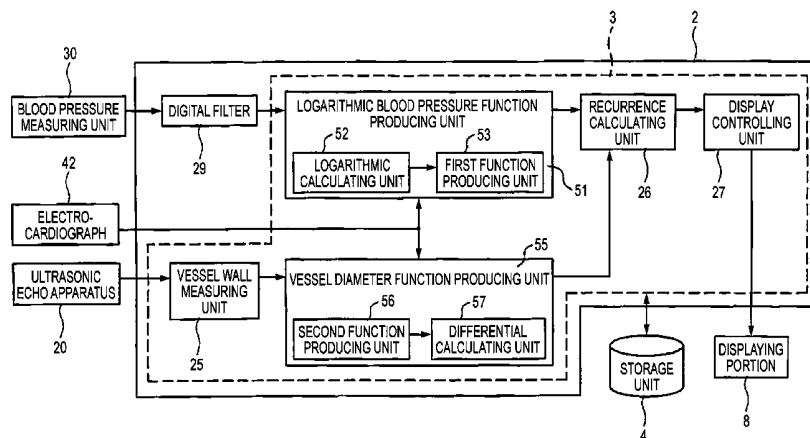 3
2
30
BLOOD PRESSURE
MEASURING UNIT
DIGITAL FILTER
29
LOGARITHMIC BLOOD PRESSURE FUNCTION
PRODUCING UNIT
52
53
LOGARITHMIC
CALCULATING UNIT
FIRST FUNCTION
PRODUCING UNIT
51
RECURRENCE
CALCULATING
UNIT
26
DISPLAY
CONTROLLING
UNIT
27
42
ELECTRO-
CARDIOGRAPH
ULTRASONIC
ECHO APPARATUS
20
VESSEL WALL
MEASURING
UNIT
25
55
VESSEL DIAMETER FUNCTION PRODUCING UNIT
56
57
SECOND FUNCTION
PRODUCING UNIT
DIFFERENTIAL
CALCULATING UNIT
STORAGE
UNIT
4
DISPLAYING
PORTION
8